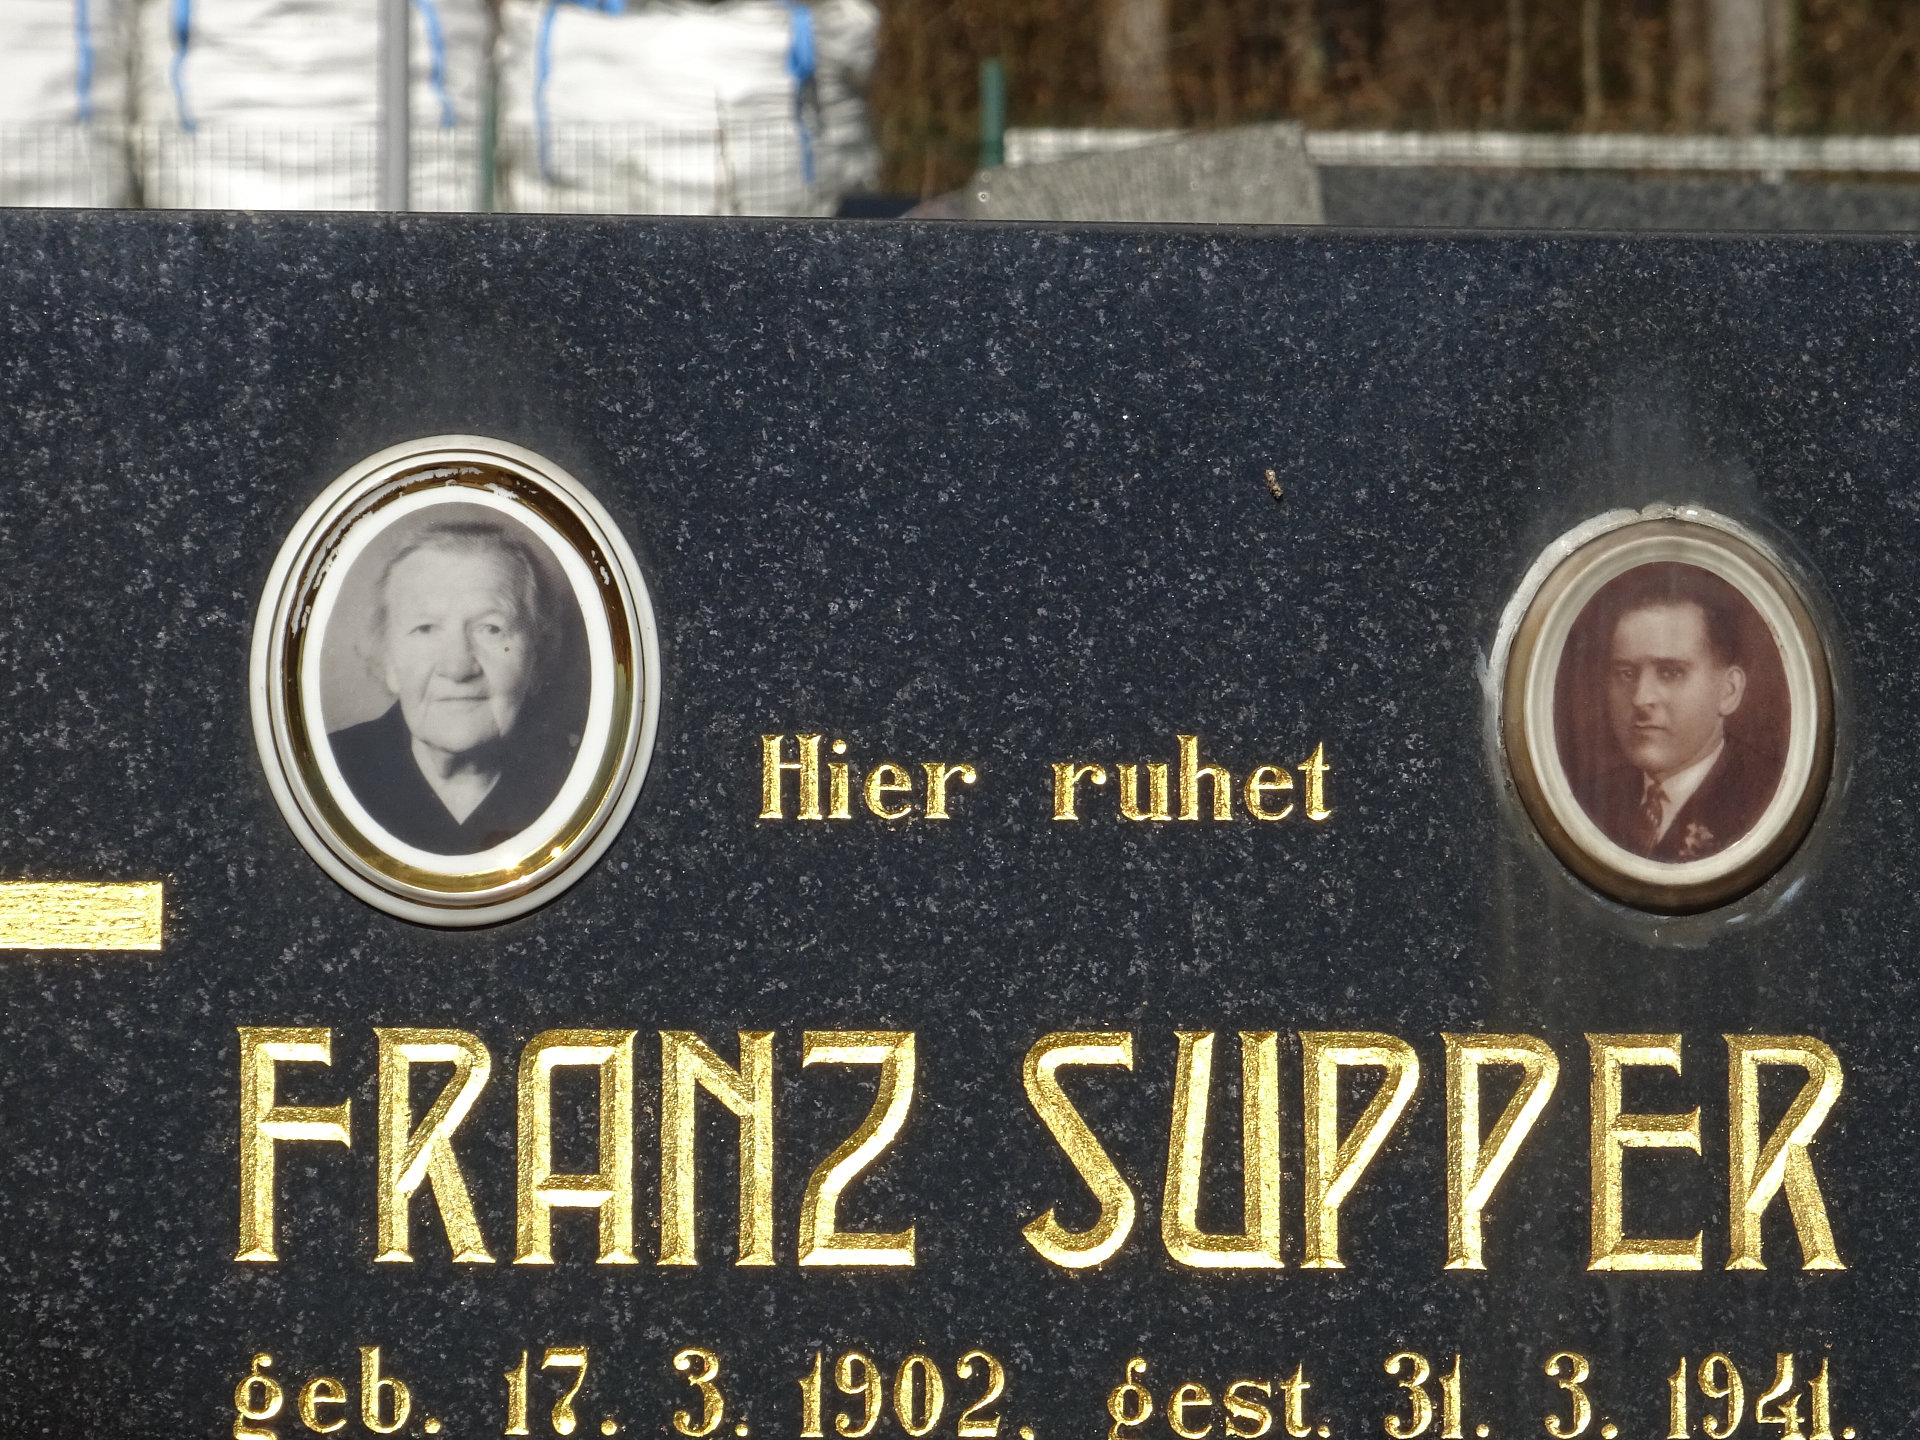 Hier ruhet
FRANZ SUPPER
geb. 17. 3. 1902, gest. 31. 3. 1941.